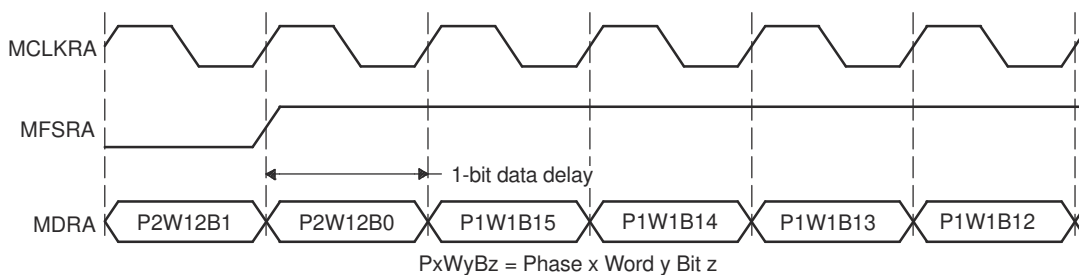 MCLKRA
MFSRA
1-bit data delay
MDRA P2W12B1 P2W12B0 P1W1B15 P1W1B14 P1W1B13 P1W1B12
PxWyBz = Phase x Word y Bit z